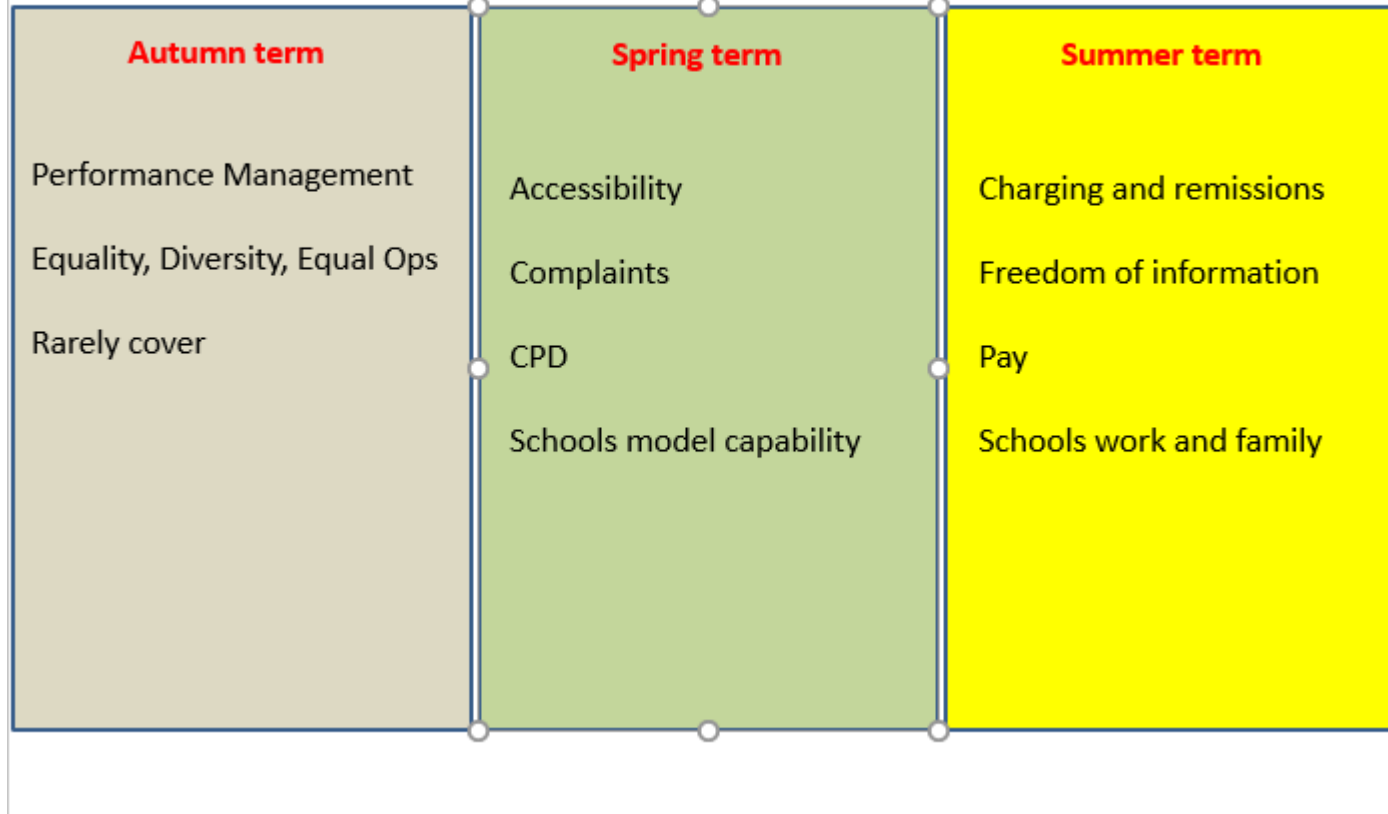 Autumn term
Performance Management
Equality, Diversity, Equal Ops
Rarely cover
Spring term
Accessibility
Complaints
CPD
Schools model capability
Summer term
Charging and remissions
Freedom of information
Pay
Schools work and family